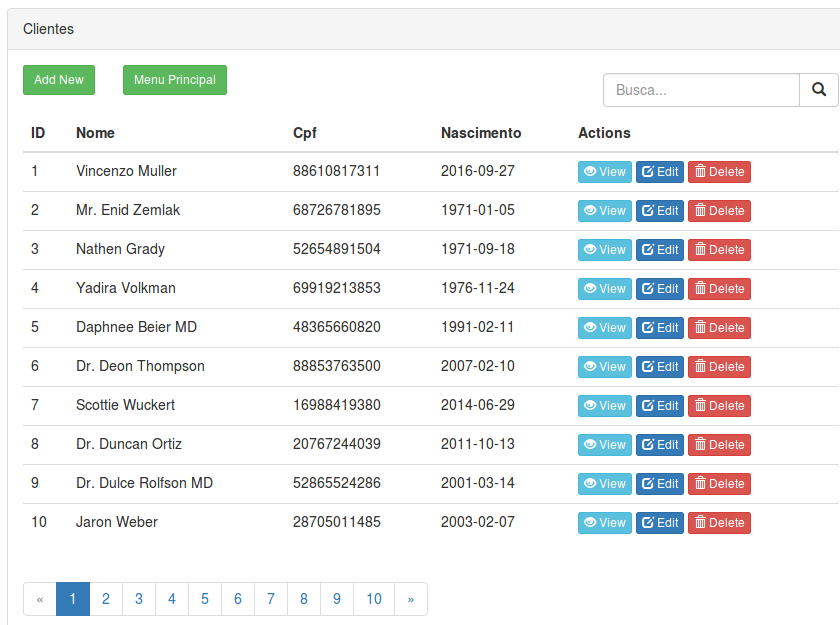 Clientes
Add New Menu Principal Busca...
ID Nome Cpf Nascimento Actions
1 Vincenzo Muller 88610817311 2016-09-27 View Edit Delete
2 Mr. Enid Zemlak 68726781895 1971-01-05 View Edit Delete
3 Nathen Grady 52654891504 1971-09-18 View Edit Delete
4 Yadira Volkman 69919213853 1976-11-24 View Edit Delete
5 Daphnee Beier MD 48365660820 1991-02-11 View Edit Delete
6 Dr. Deon Thompson 88853763500 2007-02-10 View Edit Delete
7 Scottie Wuckert 16988419380 2014-06-29 View Edit Delete
8 Dr. Duncan Ortiz 20767244039 2011-10-13 View Edit Delete
9 Dr. Dulce Rolfson MD 52865524286 2001-03-14 View Edit Delete
10 Jaron Weber 28705011485 2003-02-07 View Edit Delete
« 1 2 3 4 5 6 7 8 9 10 »